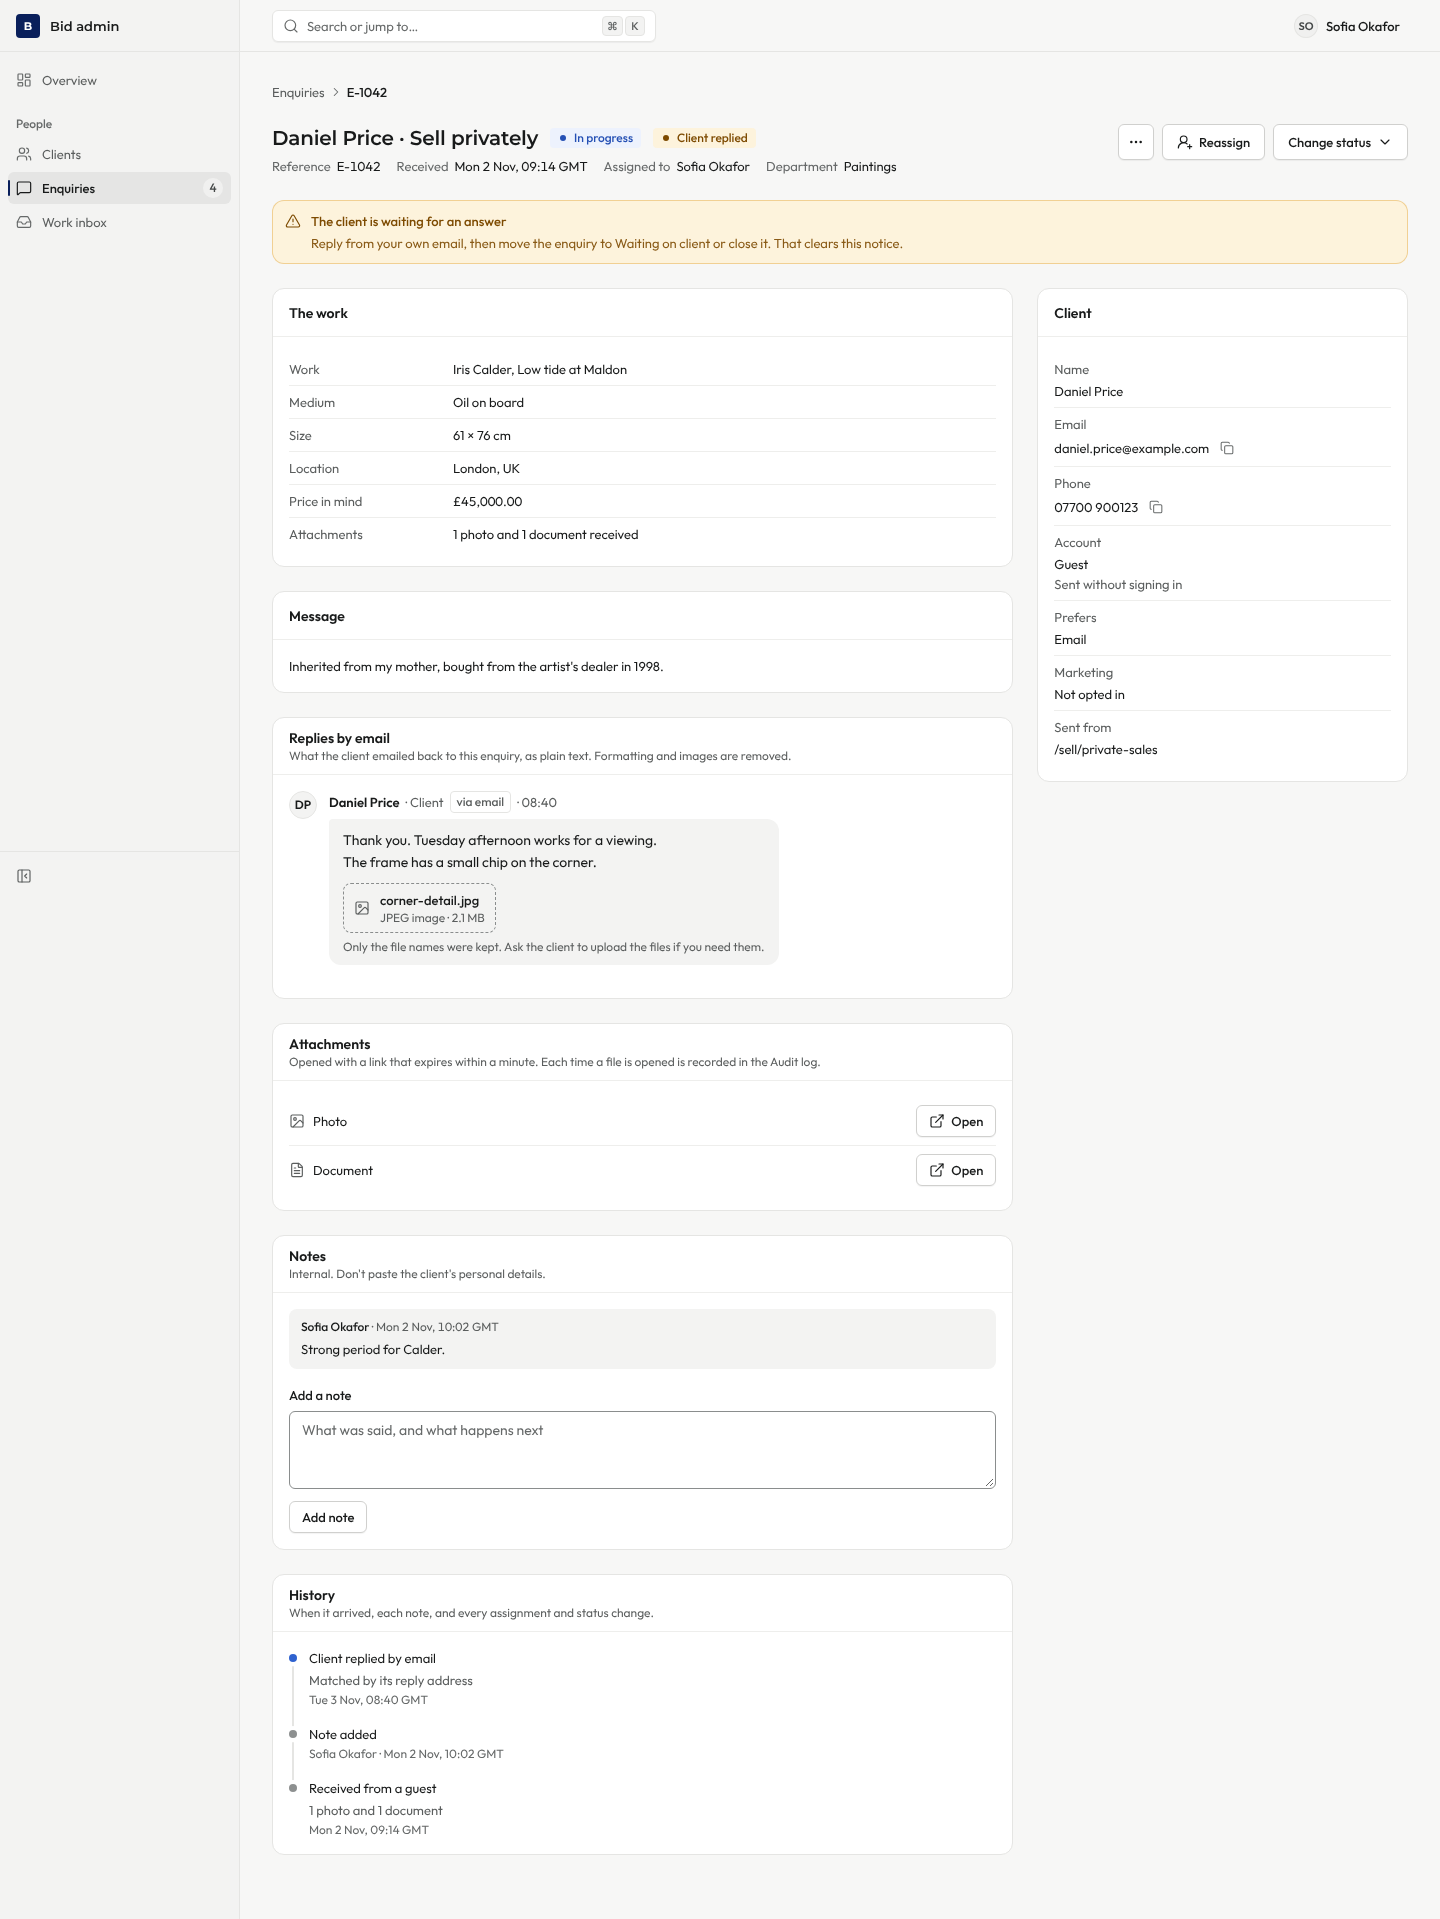 B Bid admin
Search or jump to…
⌘ K
SO Sofia Okafor
Overview
People
Clients
Enquiries 4
Work inbox
Enquiries > E-1042
Daniel Price · Sell privately
In progress
Client replied
Reassign
Change status
Reference E-1042 Received Mon 2 Nov, 09:14 GMT Assigned to Sofia Okafor Department Paintings
The client is waiting for an answer
Reply from your own email, then move the enquiry to Waiting on client or close it. That clears this notice.
The work
Work Iris Calder, Low tide at Maldon
Medium Oil on board
Size 61 × 76 cm
Location London, UK
Price in mind £45,000.00
Attachments 1 photo and 1 document received
Message
Inherited from my mother, bought from the artist's dealer in 1998.
Replies by email
What the client emailed back to this enquiry, as plain text. Formatting and images are removed.
DP Daniel Price · Client via email · 08:40
Thank you. Tuesday afternoon works for a viewing.
The frame has a small chip on the corner.
corner-detail.jpg
JPEG image · 2.1 MB
Only the file names were kept. Ask the client to upload the files if you need them.
Attachments
Opened with a link that expires within a minute. Each time a file is opened is recorded in the Audit log.
Photo Open
Document Open
Notes
Internal. Don't paste the client's personal details.
Sofia Okafor · Mon 2 Nov, 10:02 GMT
Strong period for Calder.
Add a note
What was said, and what happens next
Add note
History
When it arrived, each note, and every assignment and status change.
Client replied by email
Matched by its reply address
Tue 3 Nov, 08:40 GMT
Note added
Sofia Okafor · Mon 2 Nov, 10:02 GMT
Received from a guest
1 photo and 1 document
Mon 2 Nov, 09:14 GMT
Client
Name
Daniel Price
Email
daniel.price@example.com
Phone
07700 900123
Account
Guest
Sent without signing in
Prefers
Email
Marketing
Not opted in
Sent from
/sell/private-sales